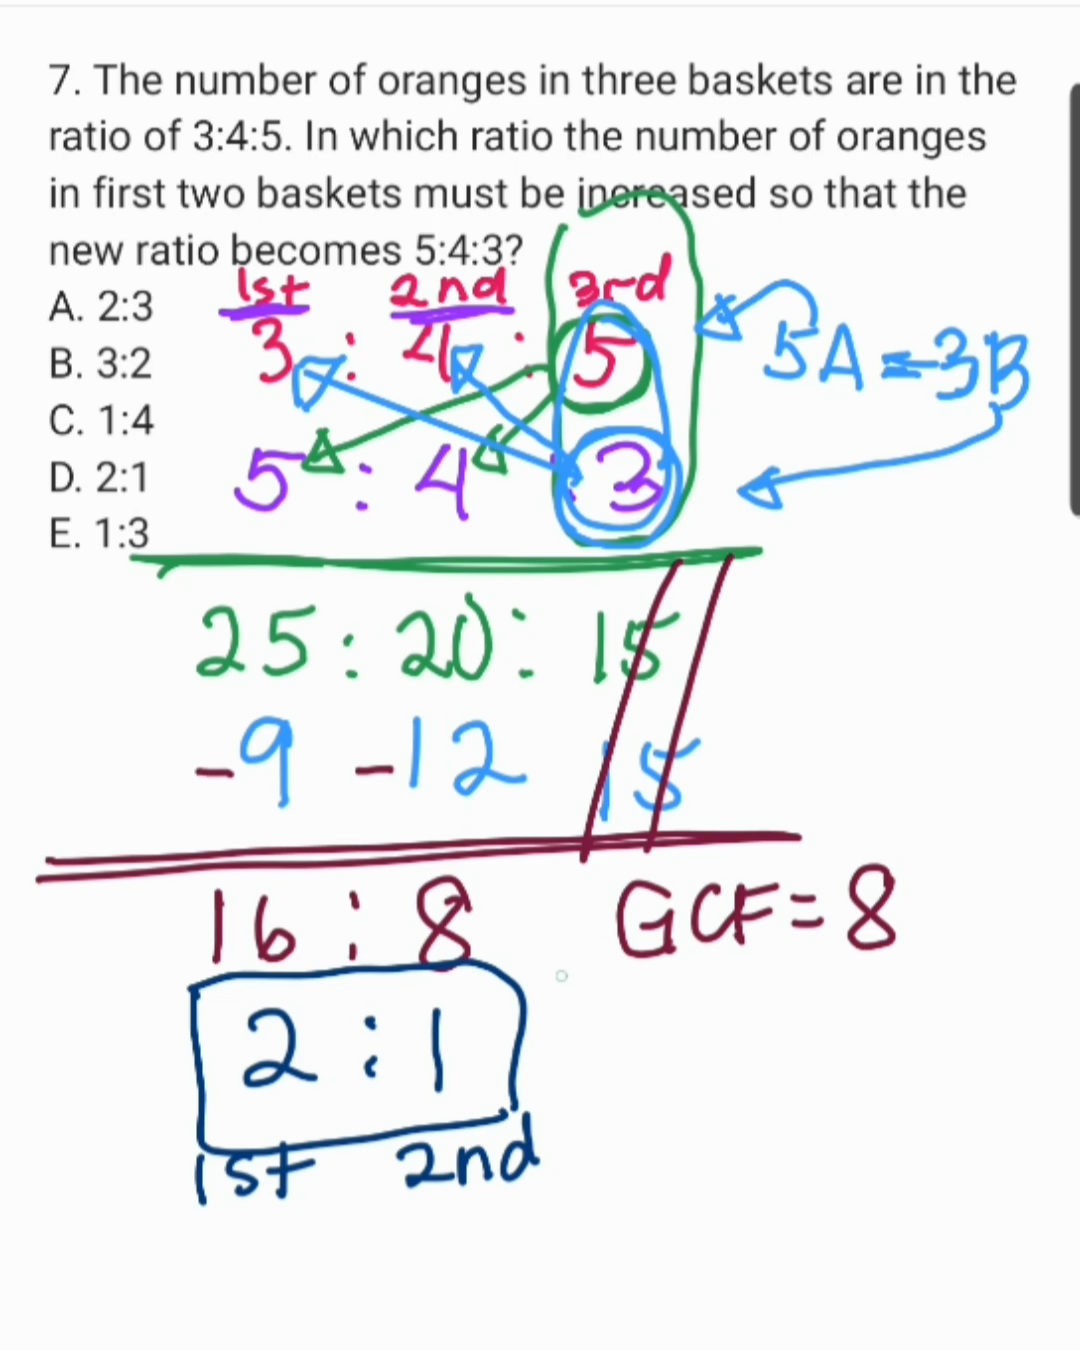 7. The number of oranges in three baskets are in the
ratio of 3:4:5. In which ratio the number of oranges
in first two baskets must be increased so that the
new ratio becomes 5:4:3?
A. 2:3
B. 3:2
C. 1:4
D. 2:1
E. 1:3
1st 2nd 3rd
3 : 4 : 5
5A = 3B
5 : 4 : 3
25 : 20 : 15
-9 -12 15
16 : 8 GCF = 8
2 : 1
1st 2nd